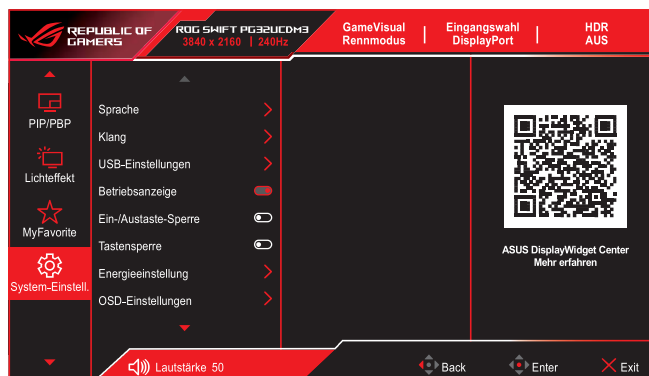 REPUBLIC OF
GAMERS
ROG SWIFT PG32UCDM3
3840 x 2160 | 240Hz
GameVisual
Rennmodus
Eingangswahl
DisplayPort
HDR
AUS
PIP/PBP
Lichteffekt
MyFavorite
System-Einstell.
Sprache
Klang
USB-Einstellungen
Betriebsanzeige
Ein-/Austaste-Sperre
Tastensperre
Energieeinstellung
OSD-Einstellungen
ASUS DisplayWidget Center
Mehr erfahren
Lautstärke 50
Back
Enter
Exit